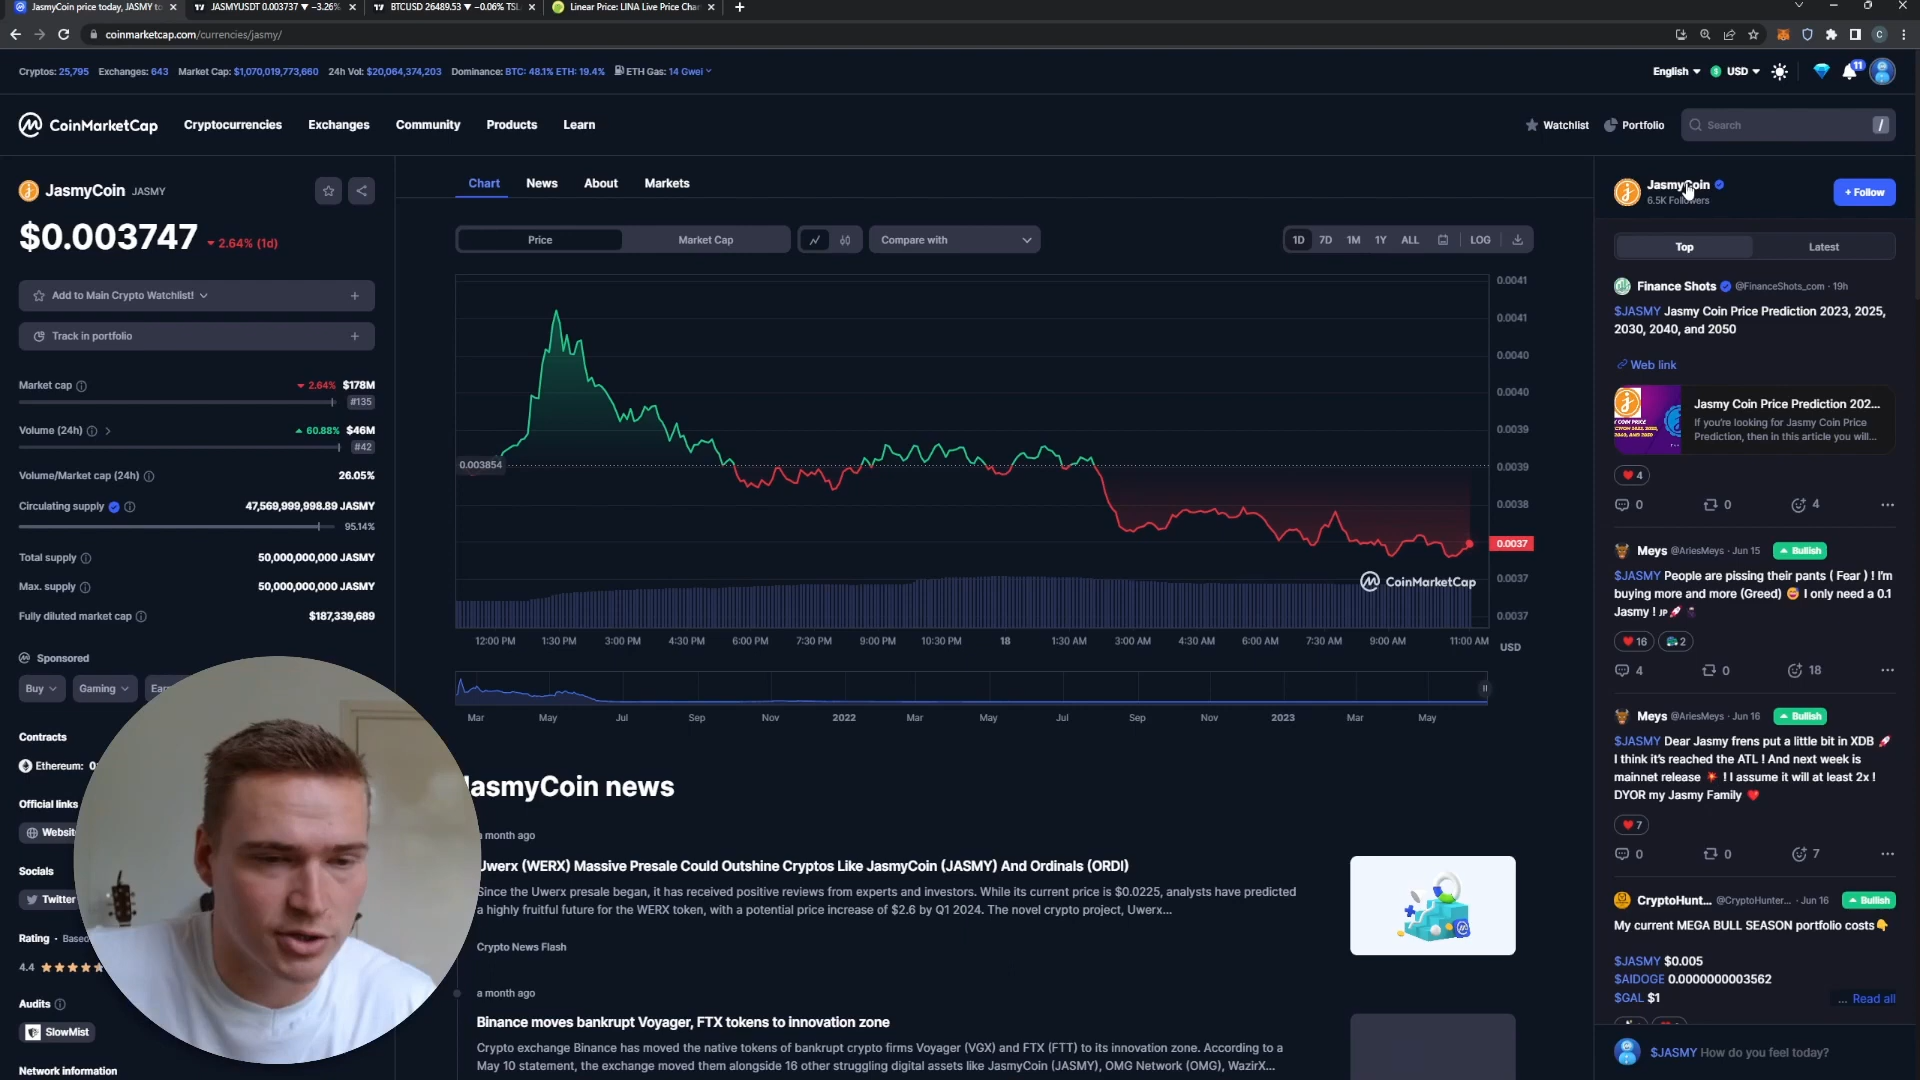 JasmyCoin price today, JASMY to
JASMYUSDT 0.003737 ▼ −3.26%
BTCUSD 26489.53 ▼ −0.06% TSL
Linear Price: LINA Live Price Char
coinmarketcap.com/currencies/jasmy/
Cryptos: 25,795 Exchanges: 643 Market Cap: $1,070,019,773,660 24h Vol: $20,064,374,203 Dominance: BTC: 48.1% ETH: 19.4% ETH Gas: 14 Gwei
English USD 11
CoinMarketCap Cryptocurrencies Exchanges Community Products Learn
Watchlist Portfolio Search /
JasmyCoin JASMY
$0.003747 2.64% (1d)
Add to Main Crypto Watchlist! +
Track in portfolio +
Market cap 2.64% $178M
#135
Volume (24h) 60.88% $46M
#42
Volume/Market cap (24h) 26.05%
Circulating supply 47,569,999,998.89 JASMY
95.14%
Total supply 50,000,000,000 JASMY
Max. supply 50,000,000,000 JASMY
Fully diluted market cap $187,339,689
Sponsored
Buy Gaming Ear
Contracts
Ethereum: 0
Official links
Websi
Socials
Twitter
Rating · Base
4.4
Audits
SlowMist
Network information
Chart News About Markets
Price Market Cap Compare with
1D 7D 1M 1Y ALL LOG
0.0041
0.0041
0.0040
0.0040
0.0039
0.003854
0.0039
0.0038
0.0037
0.0037
0.0037
CoinMarketCap
12:00 PM 1:30 PM 3:00 PM 4:30 PM 6:00 PM 7:30 PM 9:00 PM 10:30 PM 18 1:30 AM 3:00 AM 4:30 AM 6:00 AM 7:30 AM 9:00 AM 11:00 AM
USD
Mar May Jul Sep Nov 2022 Mar May Jul Sep Nov 2023 Mar May
JasmyCoin news
a month ago
Uwerx (WERX) Massive Presale Could Outshine Cryptos Like JasmyCoin (JASMY) And Ordinals (ORDI)
Since the Uwerx presale began, it has received positive reviews from experts and investors. While its current price is $0.0225, analysts have predicted
a highly fruitful future for the WERX token, with a potential price increase of $2.6 by Q1 2024. The novel crypto project, Uwerx...
Crypto News Flash
a month ago
Binance moves bankrupt Voyager, FTX tokens to innovation zone
Crypto exchange Binance has moved the native tokens of bankrupt crypto firms Voyager (VGX) and FTX (FTT) to its innovation zone. According to a
May 10 statement, the exchange moved them alongside 16 other struggling digital assets like JasmyCoin (JASMY), OMG Network (OMG), WazirX...
JasmyCoin
6.5K Followers
+ Follow
Top Latest
Finance Shots @FinanceShots_com · 19h
$JASMY Jasmy Coin Price Prediction 2023, 2025,
2030, 2040, and 2050
Web link
Jasmy Coin Price Prediction 202...
If you're looking for Jasmy Coin Price
Prediction, then in this article you will...
❤️ 4
0 0 4 ...
Meys @AriesMeys · Jun 15 Bullish
$JASMY People are pissing their pants ( Fear ) ! I'm
buying more and more (Greed) 😅 I only need a 0.1
Jasmy ! JP 🚀
❤️ 16 2
4 0 18 ...
Meys @AriesMeys · Jun 16 Bullish
$JASMY Dear Jasmy frens put a little bit in XDB 🚀
I think it's reached the ATL ! And next week is
mainnet release 💥 ! I assume it will at least 2x !
DYOR my Jasmy Family ❤️
❤️ 7
0 0 7 ...
CryptoHunt... @CryptoHunter... · Jun 16 Bullish
My current MEGA BULL SEASON portfolio costs👇
$JASMY $0.005
$AIDOGE 0.0000000003562
$GAL $1
... Read all
$JASMY How do you feel today?